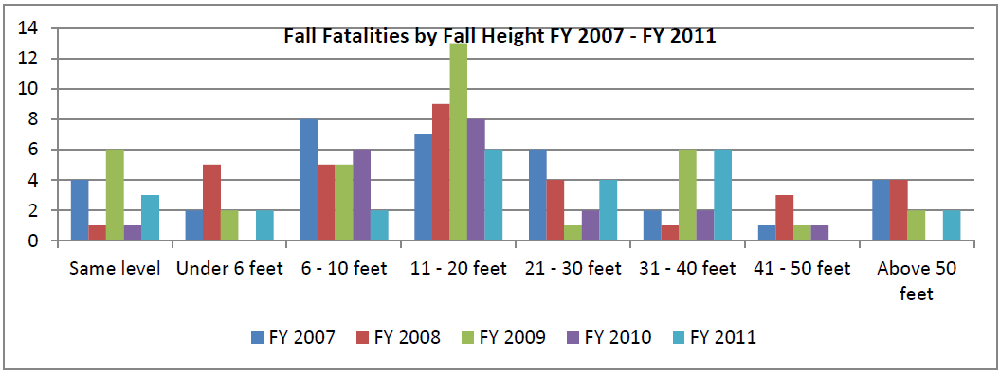 Fall Fatalities by Fall Height FY 2007 - FY 2011
14
12
10
8
6
4
2
0
Same level Under 6 feet 6 - 10 feet 11 - 20 feet 21 - 30 feet 31 - 40 feet 41 - 50 feet Above 50
feet
FY 2007 FY 2008 FY 2009 FY 2010 FY 2011